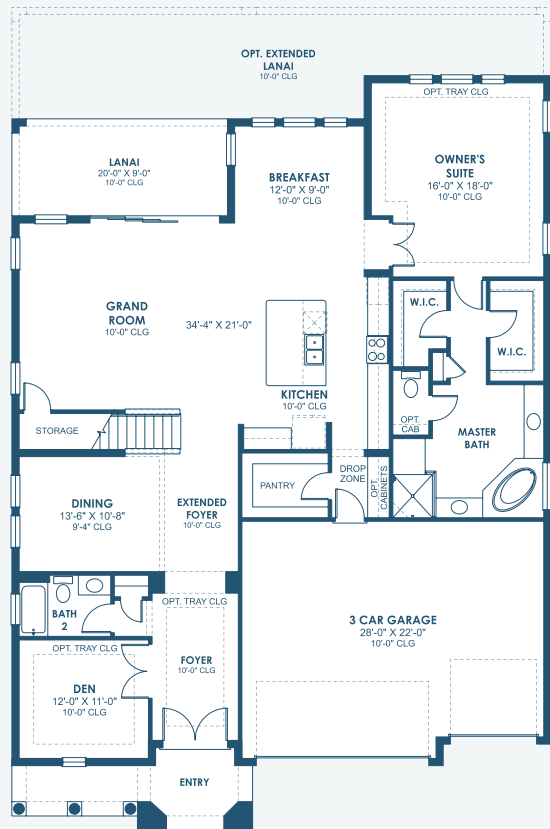 OPT. EXTENDED
LANAI
10'-0" CLG
OPT. TRAY CLG
LANAI
20'-0" X 9'-0"
10'-0" CLG
BREAKFAST
12'-0" X 9'-0"
10'-0" CLG
OWNER'S
SUITE
16'-0" X 18'-0"
10'-0" CLG
GRAND
ROOM
10'-0" CLG
34'-4" X 21'-0"
W.I.C.
W.I.C.
KITCHEN
10'-0" CLG
STORAGE
OPT.
CAB
MASTER
BATH
PANTRY
DROP
ZONE
OPT.
CABINETS
DINING
13'-6" X 10'-8"
9'-4" CLG
EXTENDED
FOYER
10'-0" CLG
OPT. TRAY CLG
BATH
2
3 CAR GARAGE
28'-0" X 22'-0"
10'-0" CLG
OPT. TRAY CLG
FOYER
10'-0" CLG
DEN
12'-0" X 11'-0"
10'-0" CLG
ENTRY